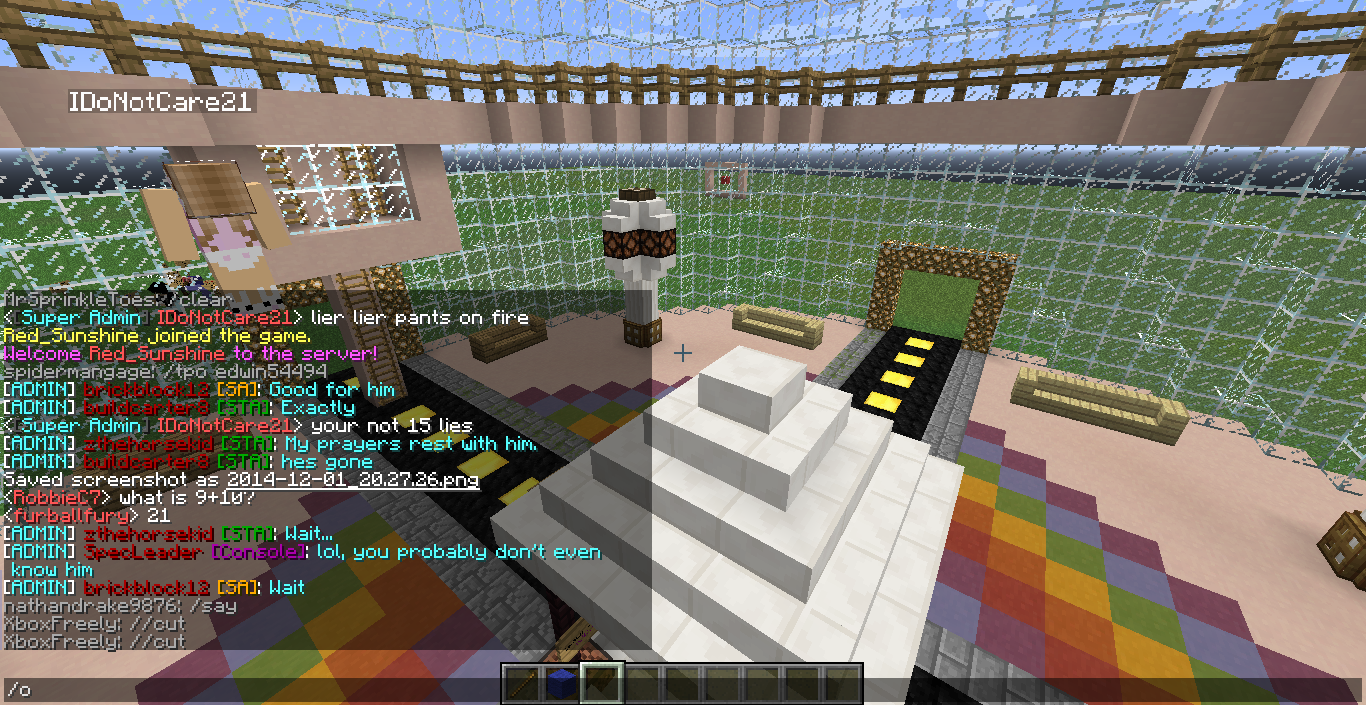 IDoNotCare21
MrSprinkleToes: /clear
<[Super Admin] IDoNotCare21> lier lier pants on fire
Red_Sunshine joined the game.
Welcome Red_Sunshine to the server!
spidermangage: /tpo edwin54494
[ADMIN] brickblock12 [SA]: Good for him
[ADMIN] buildcarter8 [STA]: Exactly
<[Super Admin] IDoNotCare21> your not 15 lies
[ADMIN] zthehorsekid [STA]: My prayers rest with him.
[ADMIN] buildcarter8 [STA]: hes gone
Saved screenshot as 2014-12-01_20.27.26.png
<RobbieC7> what is 9+10?
<furballfury> 21
[ADMIN] zthehorsekid [STA]: Wait...
[ADMIN] SpecLeader [Console]: lol, you probably don't even
know him
[ADMIN] brickblock12 [SA]: Wait
nathandrake9876: /say
XboxFreely: //cut
XboxFreely: //cut
/o